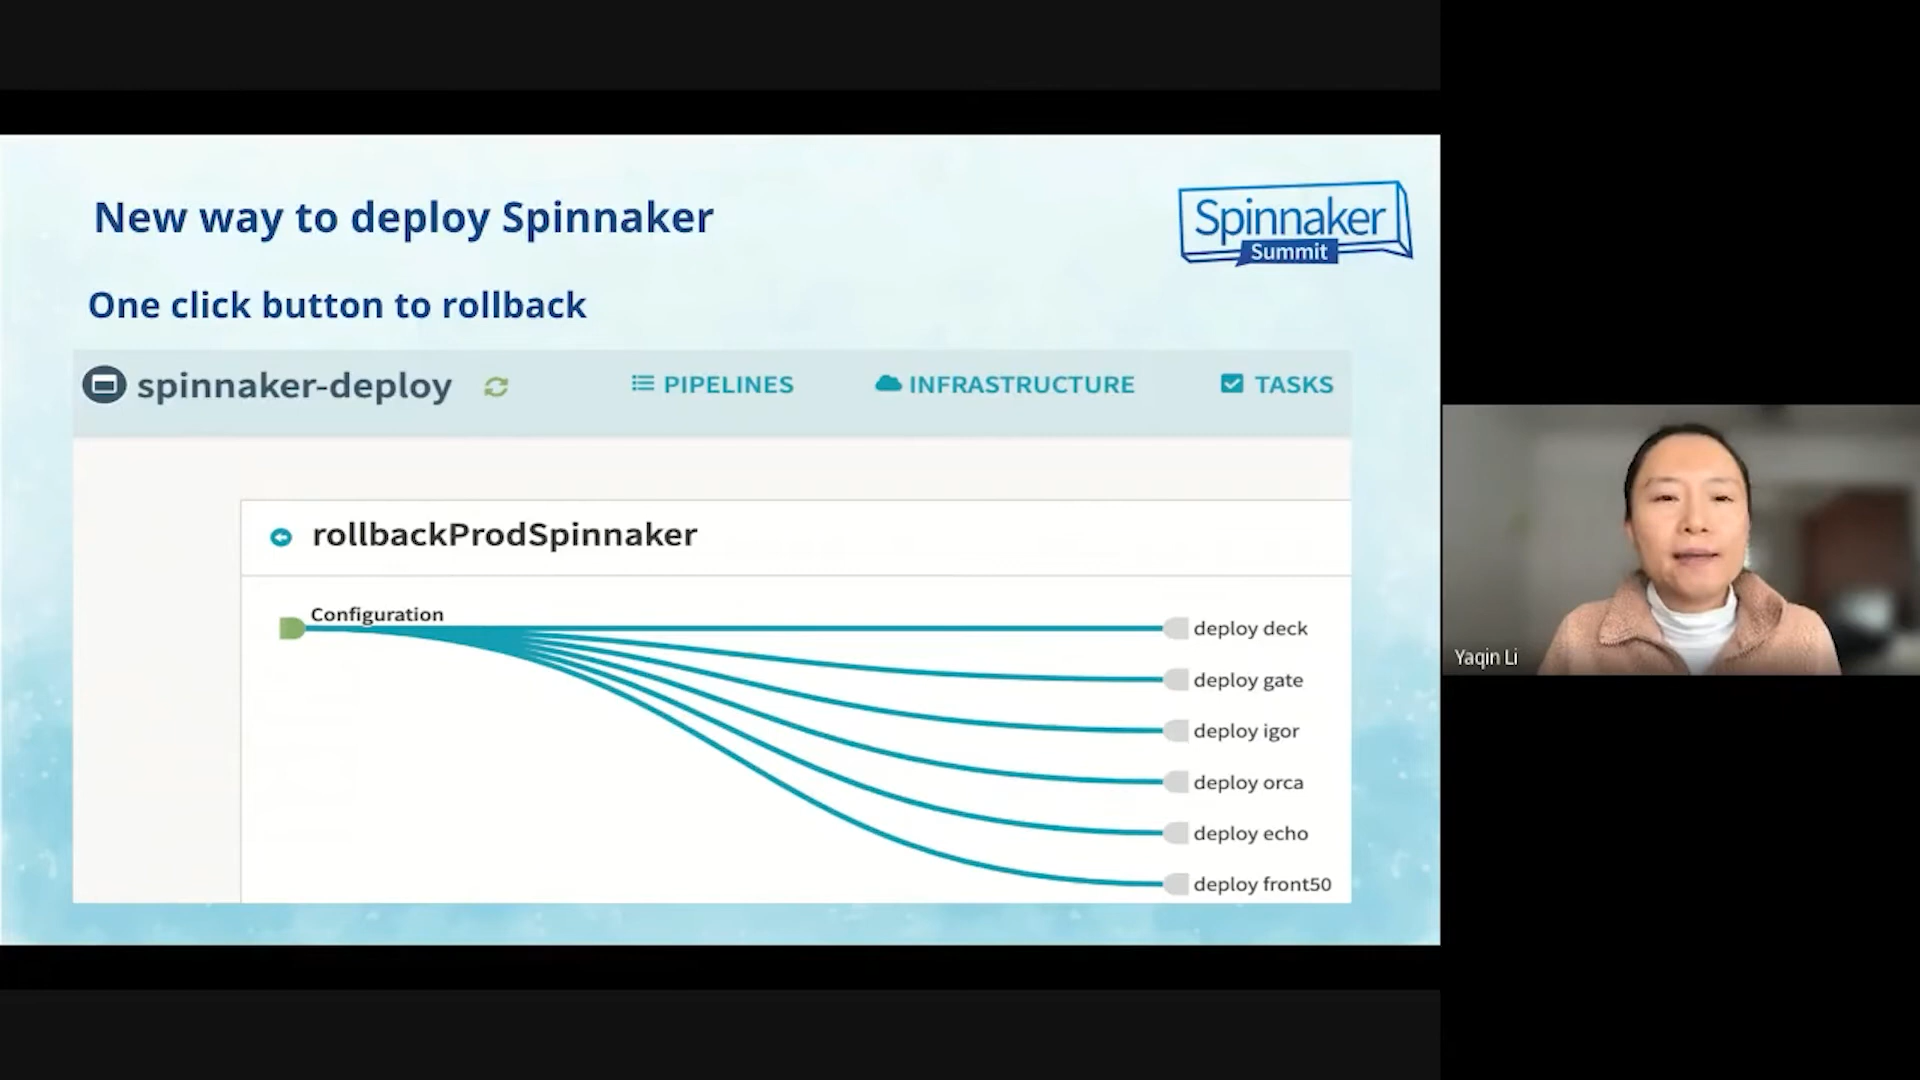 New way to deploy Spinnaker
Spinnaker
Summit
One click button to rollback
spinnaker-deploy
PIPELINES
INFRASTRUCTURE
TASKS
rollbackProdSpinnaker
Configuration
deploy deck
deploy gate
deploy igor
deploy orca
deploy echo
deploy front50
Yaqin Li